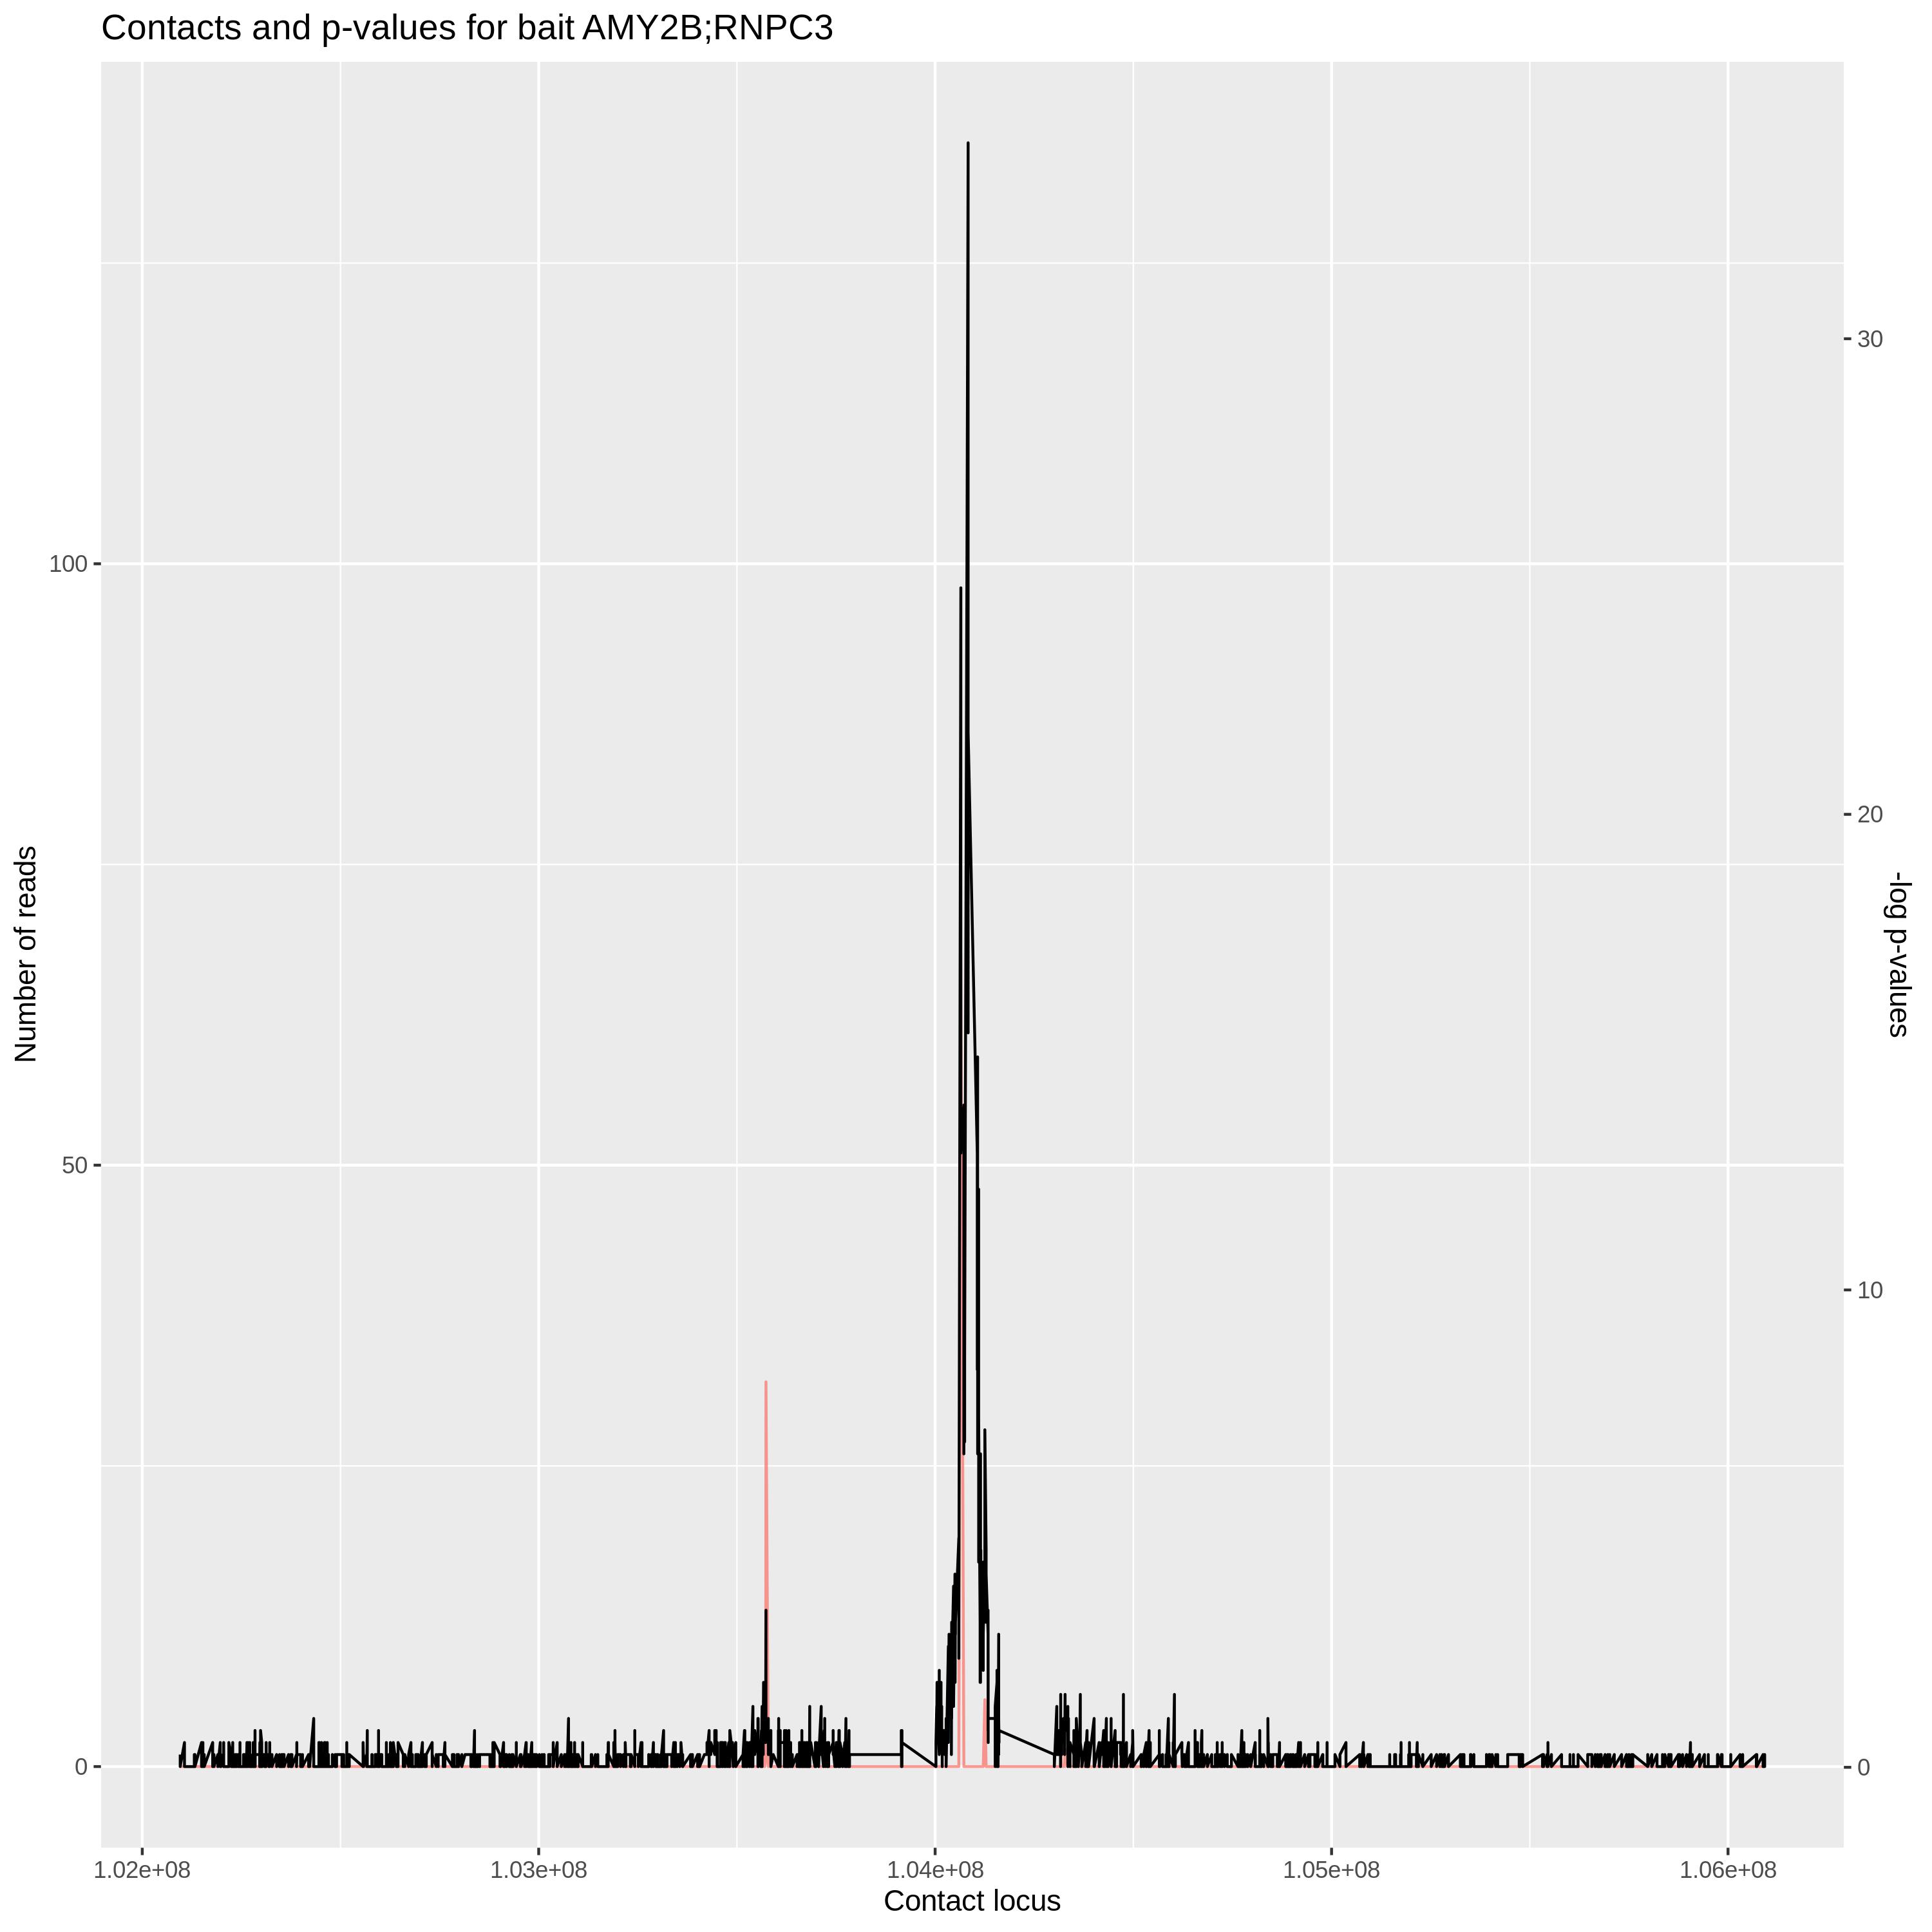 Contacts and p-values for bait AMY2B;RNPC3
Number of reads
100
50
0
30
20
10
0
-log p-values
1.02e+08 1.03e+08 1.04e+08 1.05e+08 1.06e+08
Contact locus